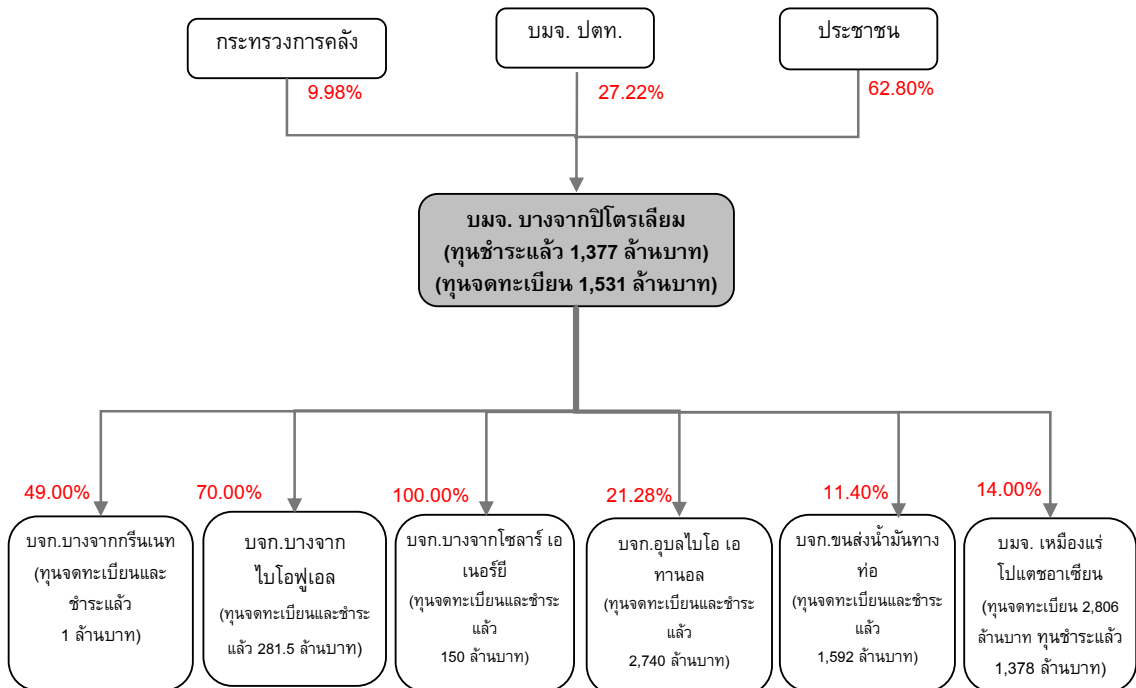 กระทรวงการคลัง
บมจ. ปตท.
ประชาชน
9.98%
27.22%
62.80%
บมจ. บางจากปิโตรเลียม
(ทุนชำระแล้ว 1,377 ล้านบาท)
(ทุนจดทะเบียน 1,531 ล้านบาท)
49.00%
70.00%
100.00%
21.28%
11.40%
14.00%
บจก.บางจากกรีนเนท
(ทุนจดทะเบียนและ
ชำระแล้ว
1 ล้านบาท)
บจก.บางจาก
ไบโอฟูเอล
(ทุนจดทะเบียนและชำระ
แล้ว 281.5 ล้านบาท)
บจก.บางจากโซลาร์ เอ
เนอร์ยี
(ทุนจดทะเบียนและชำระ
แล้ว
150 ล้านบาท)
บจก.อุบลไบโอ เอ
ทานอล
(ทุนจดทะเบียนและชำระ
แล้ว
2,740 ล้านบาท)
บจก.ขนส่งน้ำมันทาง
ท่อ
(ทุนจดทะเบียนและชำระ
แล้ว
1,592 ล้านบาท)
บมจ. เหมืองแร่
โปแตชอาเซียน
(ทุนจดทะเบียน 2,806
ล้านบาท ทุนชำระแล้ว
1,378 ล้านบาท)